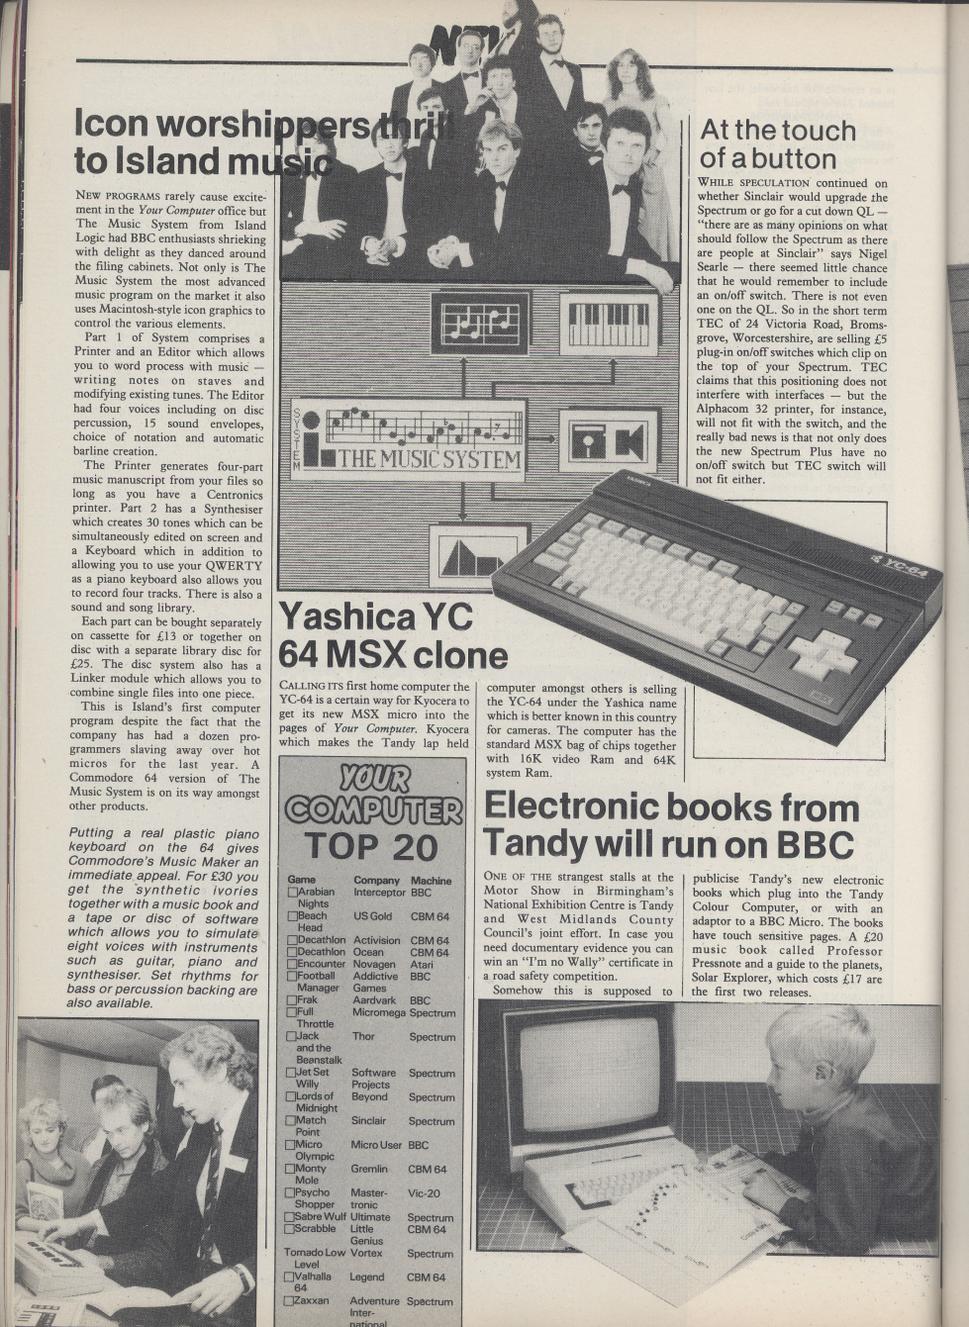 Icon worshippers thrill
to Island music
NEW PROGRAMS rarely cause excite-
ment in the Your Computer office but
The Music System from Island
Logic had BBC enthusiasts shrieking
with delight as they danced around
the filing cabinets. Not only is The
Music System the most advanced
music program on the market it also
uses Macintosh-style icon graphics to
control the various elements.
Part 1 of System comprises a
Printer and an Editor which allows
you to word process with music —
writing notes on staves and
modifying existing tunes. The Editor
had four voices including on disc
percussion, 15 sound envelopes,
choice of notation and automatic
barline creation.
The Printer generates four-part
music manuscript from your files so
long as you have a Centronics
printer. Part 2 has a Synthesiser
which creates 30 tones which can be
simultaneously edited on screen and
a Keyboard which in addition to
allowing you to use your QWERTY
as a piano keyboard also allows you
to record four tracks. There is also a
sound and song library.
Each part can be bought separately
on cassette for £13 or together on
disc with a separate library disc for
£25. The disc system also has a
Linker module which allows you to
combine single files into one piece.
This is Island's first computer
program despite the fact that the
company has had a dozen pro-
grammers slaving away over hot
micros for the last year. A
Commodore 64 version of The
Music System is on its way amongst
other products.
Putting a real plastic piano
keyboard on the 64 gives
Commodore's Music Maker an
immediate appeal. For £30 you
get the synthetic ivories
together with a music book and
a tape or disc of software
which allows you to simulate
eight voices with instruments
such as guitar, piano and
synthesiser. Set rhythms for
bass or percussion backing are
also available.
SYSTEM
THE MUSIC SYSTEM
At the touch
of a button
WHILE SPECULATION continued on
whether Sinclair would upgrade the
Spectrum or go for a cut down QL —
"there are as many opinions on what
should follow the Spectrum as there
are people at Sinclair" says Nigel
Searle — there seemed little chance
that he would remember to include
an on/off switch. There is not even
one on the QL. So in the short term
TEC of 24 Victoria Road, Broms-
grove, Worcestershire, are selling £5
plug-in on/off switches which clip on
the top of your Spectrum. TEC
claims that this positioning does not
interfere with interfaces — but the
Alphacom 32 printer, for instance,
will not fit with the switch, and the
really bad news is that not only does
the new Spectrum Plus have no
on/off switch but TEC switch will
not fit either.
YASHICA
YC-64
Yashica YC
64 MSX clone
CALLING ITS first home computer the
YC-64 is a certain way for Kyocera to
get its new MSX micro into the
pages of Your Computer. Kyocera
which makes the Tandy lap held
computer amongst others is selling
the YC-64 under the Yashica name
which is better known in this country
for cameras. The computer has the
standard MSX bag of chips together
with 16K video Ram and 64K
system Ram.
YOUR
COMPUTER
TOP 20
Game Company Machine
Arabian Interceptor BBC
Nights
Beach US Gold CBM 64
Head
Decathlon Activision CBM 64
Decathlon Ocean CBM 64
Encounter Novagen Atari
Football Addictive BBC
Manager Games
Frak Aardvark BBC
Full Micromega Spectrum
Throttle
Jack Thor Spectrum
and the
Beanstalk
Jet Set Software Spectrum
Willy Projects
Lords of Beyond Spectrum
Midnight
Match Sinclair Spectrum
Point
Micro Micro User BBC
Olympic
Monty Gremlin CBM 64
Mole
Psycho Master- Vic-20
Shopper tronic
Sabre Wulf Ultimate Spectrum
Scrabble Little CBM 64
Genius
Tornado Low Vortex Spectrum
Level
Valhalla Legend CBM 64
64
Zaxxan Adventure Spectrum
Inter-
national
Electronic books from
Tandy will run on BBC
ONE OF THE strangest stalls at the
Motor Show in Birmingham's
National Exhibition Centre is Tandy
and West Midlands County
Council's joint effort. In case you
need documentary evidence you can
win an "I'm no Wally" certificate in
a road safety competition.
Somehow this is supposed to
publicise Tandy's new electronic
books which plug into the Tandy
Colour Computer, or with an
adaptor to a BBC Micro. The books
have touch sensitive pages. A £20
music book called Professor
Pressnote and a guide to the planets,
Solar Explorer, which costs £17 are
the first two releases.